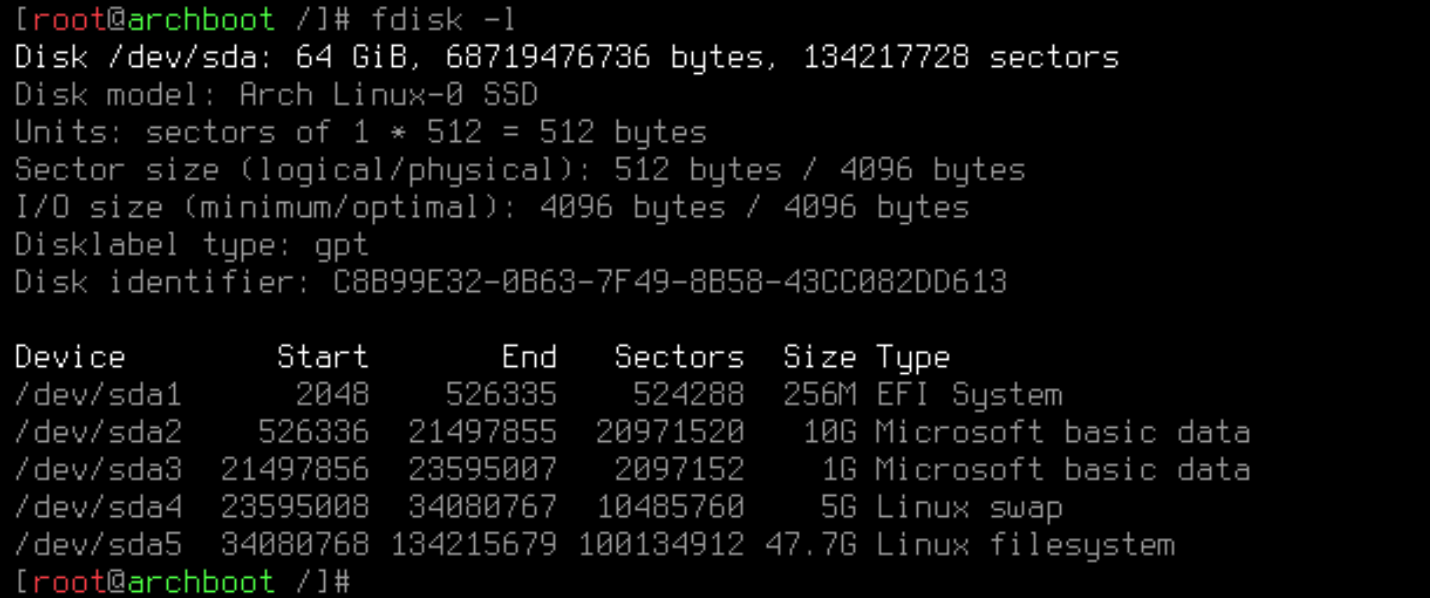 [root@archboot /]# fdisk -l
Disk /dev/sda: 64 GiB, 68719476736 bytes, 134217728 sectors
Disk model: Arch Linux-0 SSD
Units: sectors of 1 * 512 = 512 bytes
Sector size (logical/physical): 512 bytes / 4096 bytes
I/O size (minimum/optimal): 4096 bytes / 4096 bytes
Disklabel type: gpt
Disk identifier: C8B99E32-0B63-7F49-8B58-43CC082DD613

Device        Start       End   Sectors  Size Type
/dev/sda1      2048    526335    524288  256M EFI System
/dev/sda2    526336  21497855  20971520   10G Microsoft basic data
/dev/sda3  21497856  23595007   2097152    1G Microsoft basic data
/dev/sda4  23595008  34080767  10485760    5G Linux swap
/dev/sda5  34080768 134215679 100134912 47.7G Linux filesystem
[root@archboot /]#